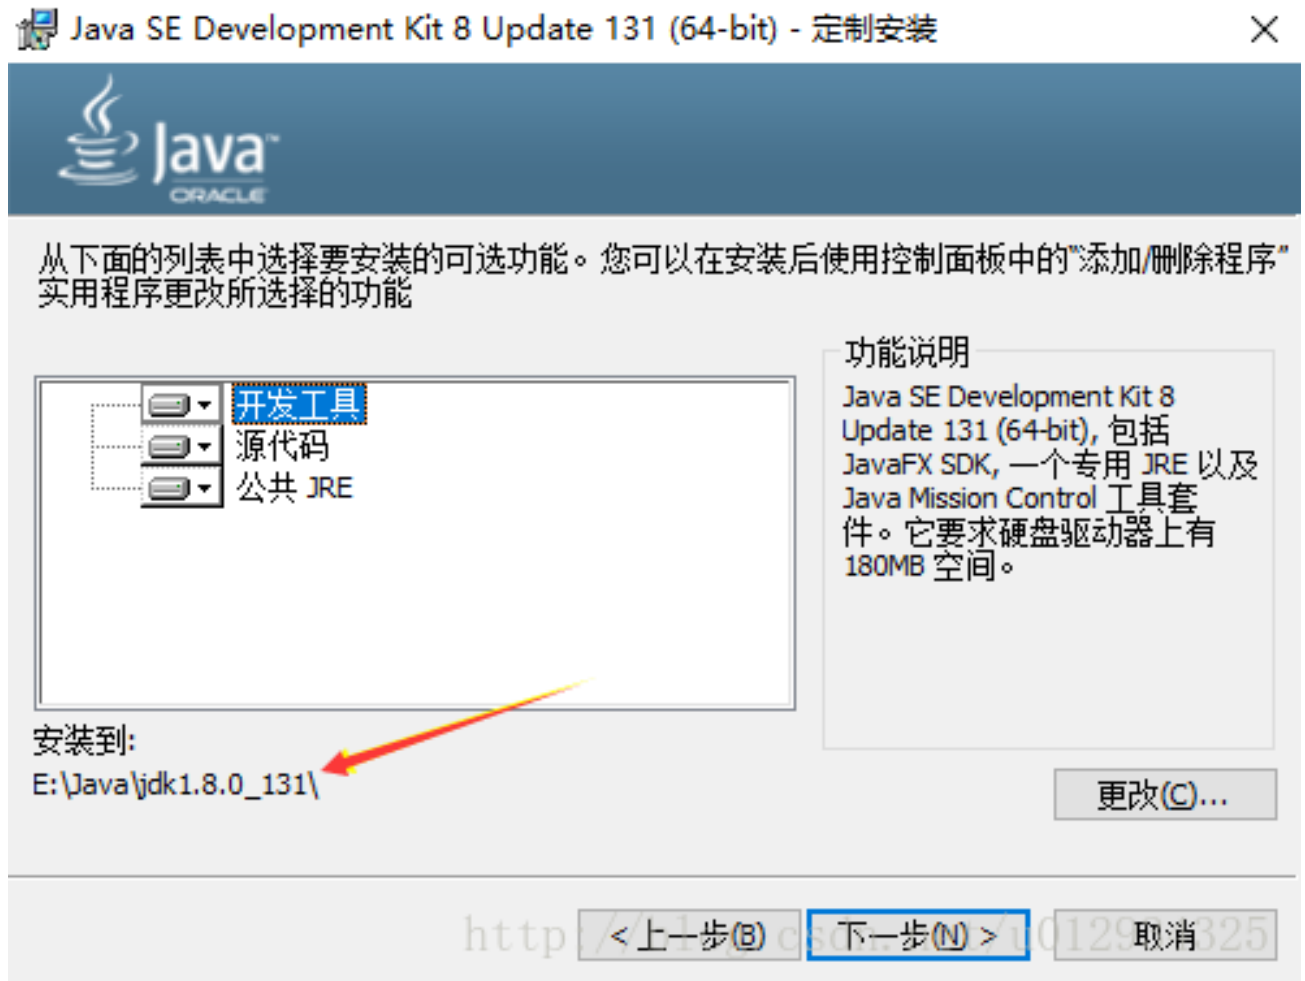 Java SE Development Kit 8 Update 131 (64-bit) - 定制安装
Java™
ORACLE
从下面的列表中选择要安装的可选功能。您可以在安装后使用控制面板中的“添加/删除程序”
实用程序更改所选择的功能
开发工具
源代码
公共 JRE
功能说明
Java SE Development Kit 8
Update 131 (64-bit), 包括
JavaFX SDK, 一个专用 JRE 以及
Java Mission Control 工具套
件。它要求硬盘驱动器上有
180MB 空间。
安装到:
E:\Java\jdk1.8.0_131\
更改(C)...
< 上一步(B)
下一步(N) >
取消